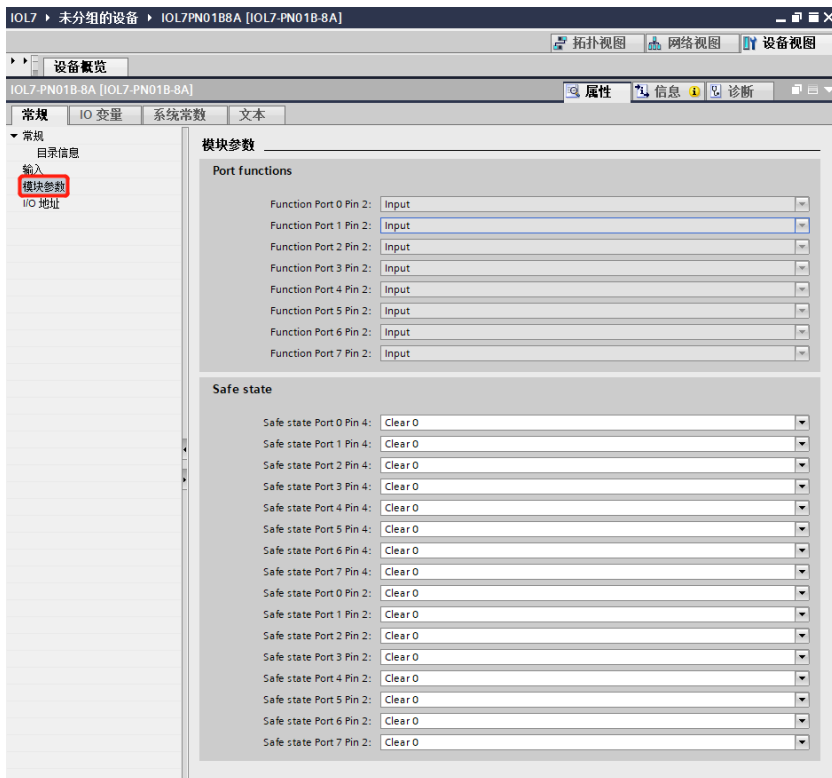 IOL7 ▸ 未分组的设备 ▸ IOL7PN01B8A [IOL7-PN01B-8A]
拓扑视图 网络视图 设备视图
设备概览
IOL7-PN01B-8A [IOL7-PN01B-8A] 属性 信息 诊断
常规 IO 变量 系统常数 文本
常规
目录信息
输入
模块参数
I/O 地址
模块参数
Port functions
Function Port 0 Pin 2: Input
Function Port 1 Pin 2: Input
Function Port 2 Pin 2: Input
Function Port 3 Pin 2: Input
Function Port 4 Pin 2: Input
Function Port 5 Pin 2: Input
Function Port 6 Pin 2: Input
Function Port 7 Pin 2: Input
Safe state
Safe state Port 0 Pin 4: Clear 0
Safe state Port 1 Pin 4: Clear 0
Safe state Port 2 Pin 4: Clear 0
Safe state Port 3 Pin 4: Clear 0
Safe state Port 4 Pin 4: Clear 0
Safe state Port 5 Pin 4: Clear 0
Safe state Port 6 Pin 4: Clear 0
Safe state Port 7 Pin 4: Clear 0
Safe state Port 0 Pin 2: Clear 0
Safe state Port 1 Pin 2: Clear 0
Safe state Port 2 Pin 2: Clear 0
Safe state Port 3 Pin 2: Clear 0
Safe state Port 4 Pin 2: Clear 0
Safe state Port 5 Pin 2: Clear 0
Safe state Port 6 Pin 2: Clear 0
Safe state Port 7 Pin 2: Clear 0